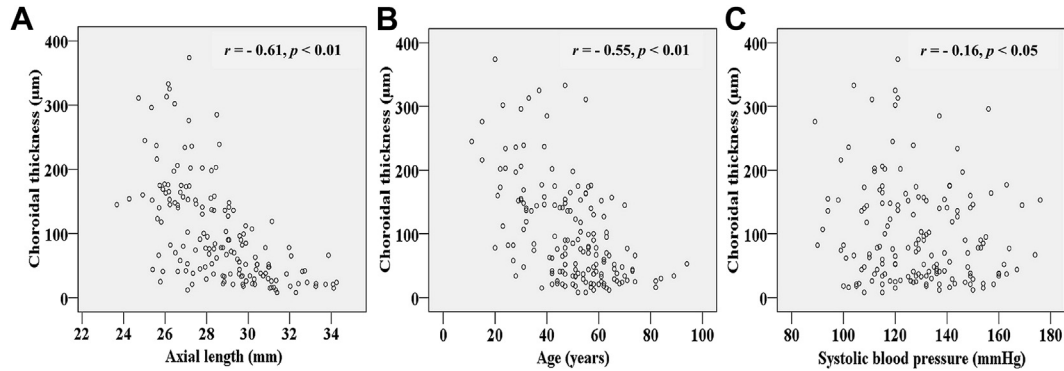 A
r = - 0.61, p < 0.01
Choroidal thickness (μm)
400
300
200
100
0
22 24 26 28 30 32 34
Axial length (mm)
B
r = - 0.55, p < 0.01
Choroidal thickness (μm)
400
300
200
100
0
0 20 40 60 80 100
Age (years)
C
r = - 0.16, p < 0.05
Choroidal thickness (μm)
400
300
200
100
0
80 100 120 140 160 180
Systolic blood pressure (mmHg)